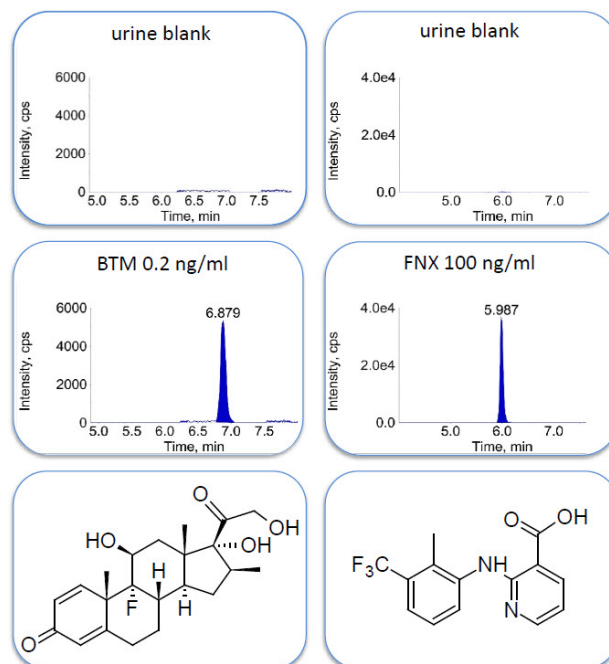 urine blank
6000
4000
2000
0
Intensity, cps
5.0 5.5 6.0 6.5 7.0 7.5
Time, min
urine blank
4.0e4
2.0e4
0.0
Intensity, cps
5.0 6.0 7.0
Time, min
BTM 0.2 ng/ml
6.879
6000
4000
2000
0
Intensity, cps
5.0 5.5 6.0 6.5 7.0 7.5
Time, min
FNX 100 ng/ml
5.987
4.0e4
2.0e4
0.0
Intensity, cps
5.0 6.0 7.0
Time, min
O
OH
HO
OH
H
F
H
O
O
OH
F3C
NH
N